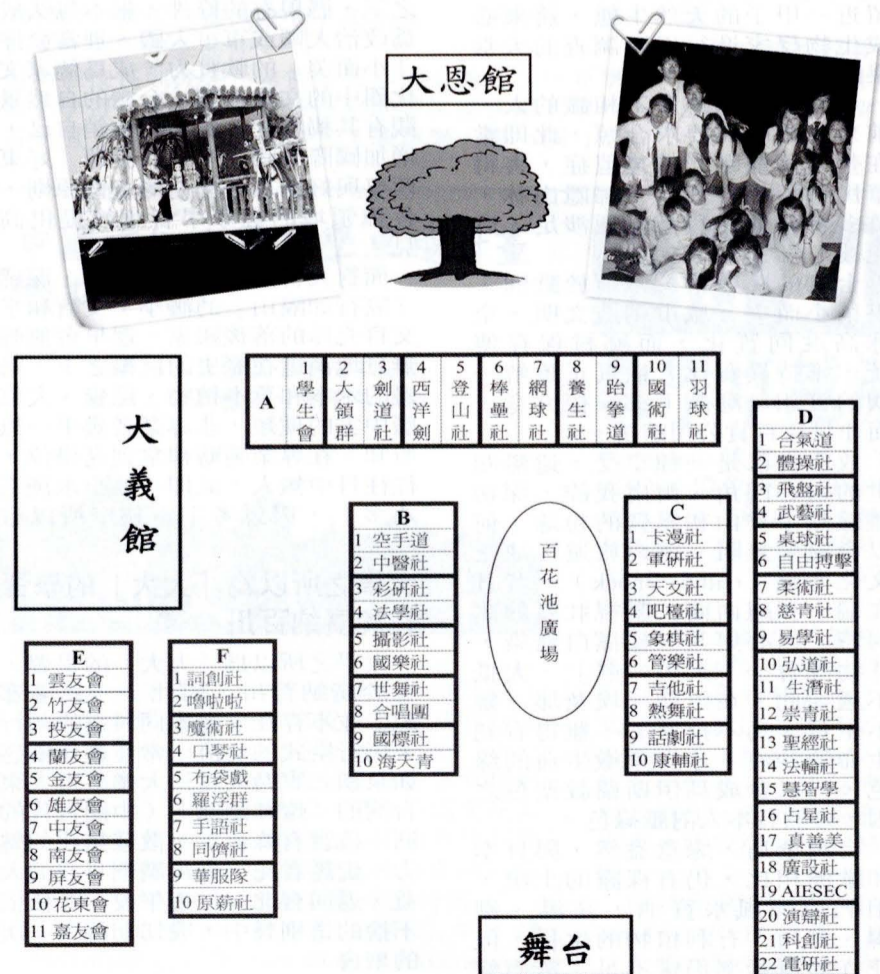 大恩館
大義館
A
1 學生會
2 大領群
3 劍道社
4 西洋劍
5 登山社
6 棒壘社
7 網球社
8 養生社
9 跆拳道
10 國術社
11 羽球社
B
1 空手道
2 中醫社
3 彩研社
4 法學社
5 攝影社
6 國樂社
7 世舞社
8 合唱團
9 國標社
10 海天青
百花池廣場
C
1 卡漫社
2 軍研社
3 天文社
4 吧檯社
5 象棋社
6 管樂社
7 吉他社
8 熱舞社
9 話劇社
10 康輔社
D
1 合氣道
2 體操社
3 飛盤社
4 武藝社
5 桌球社
6 自由搏擊
7 柔術社
8 慈青社
9 易學社
10 弘道社
11 生潛社
12 崇青社
13 聖經社
14 法輪社
15 慧智學
16 占星社
17 真善美
18 廣設社
19 AIESEC
20 演辯社
21 科創社
22 電研社
E
1 雲友會
2 竹友會
3 投友會
4 蘭友會
5 金友會
6 雄友會
7 中友會
8 南友會
9 屏友會
10 花東會
11 嘉友會
F
1 詞創社
2 嚕啦啦
3 魔術社
4 口琴社
5 布袋戲
6 羅浮群
7 手語社
8 同儕社
9 華服隊
10 原薪社
舞台